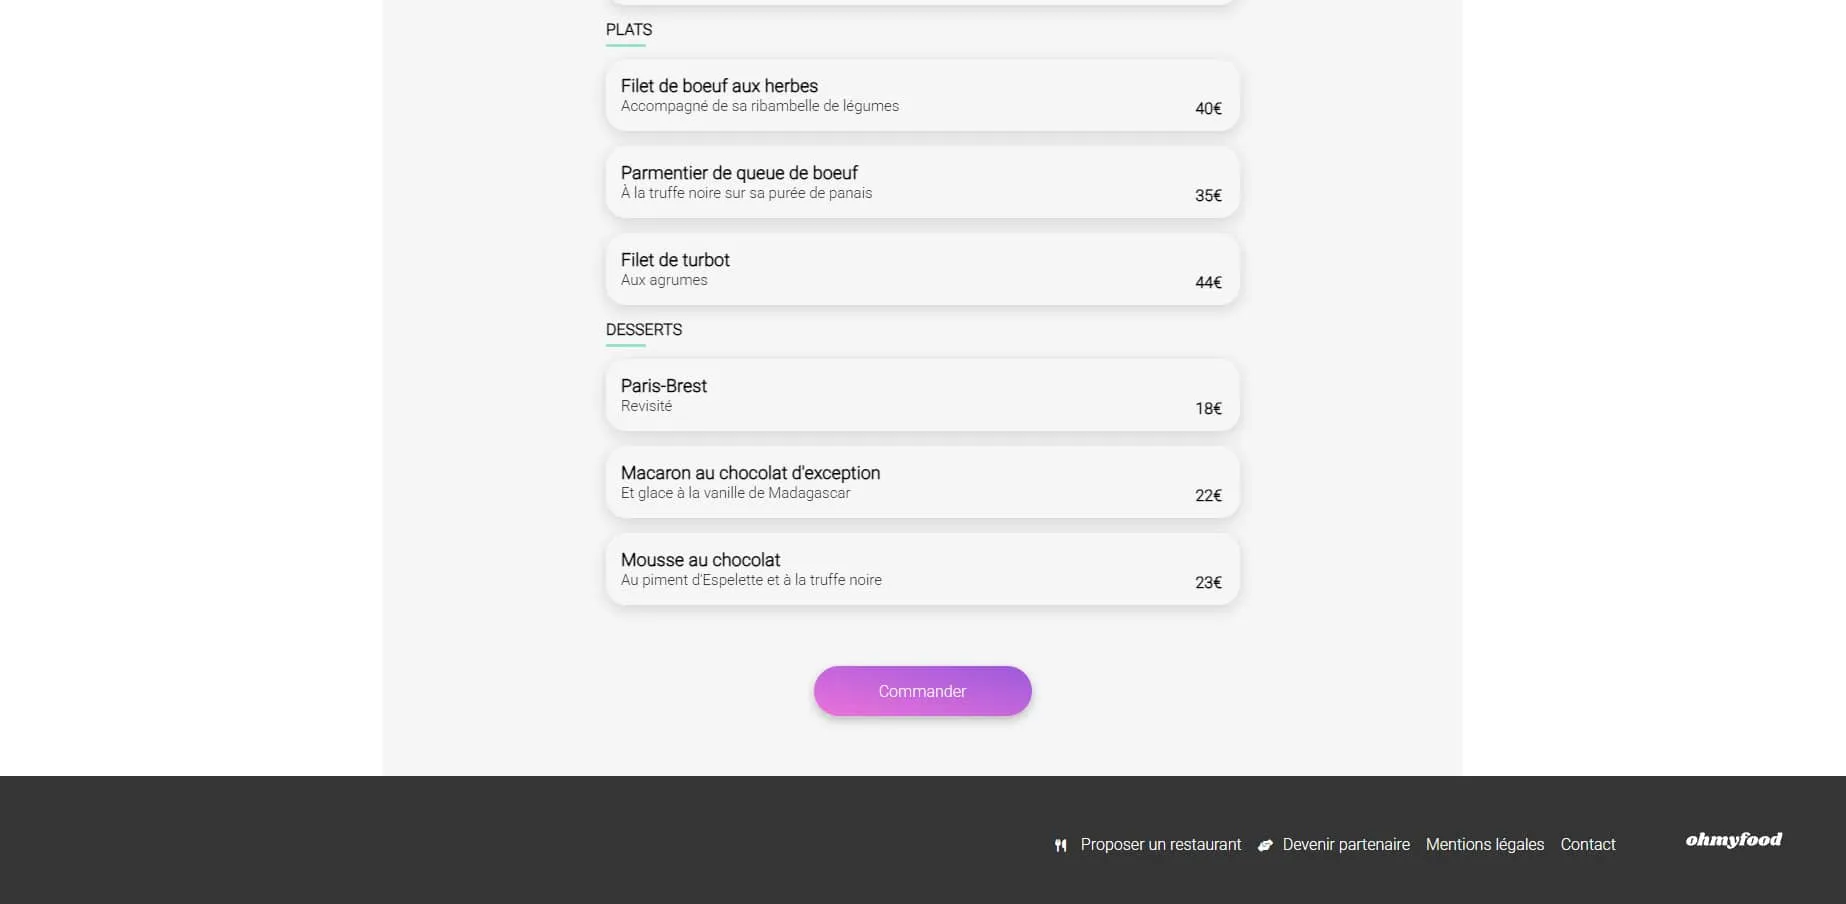 PLATS
Filet de boeuf aux herbes
Accompagné de sa ribambelle de légumes
40€
Parmentier de queue de boeuf
À la truffe noire sur sa purée de panais
35€
Filet de turbot
Aux agrumes
44€
DESSERTS
Paris-Brest
Revisité
18€
Macaron au chocolat d'exception
Et glace à la vanille de Madagascar
22€
Mousse au chocolat
Au piment d'Espelette et à la truffe noire
23€
Commander
Proposer un restaurant Devenir partenaire Mentions légales Contact ohmyfood